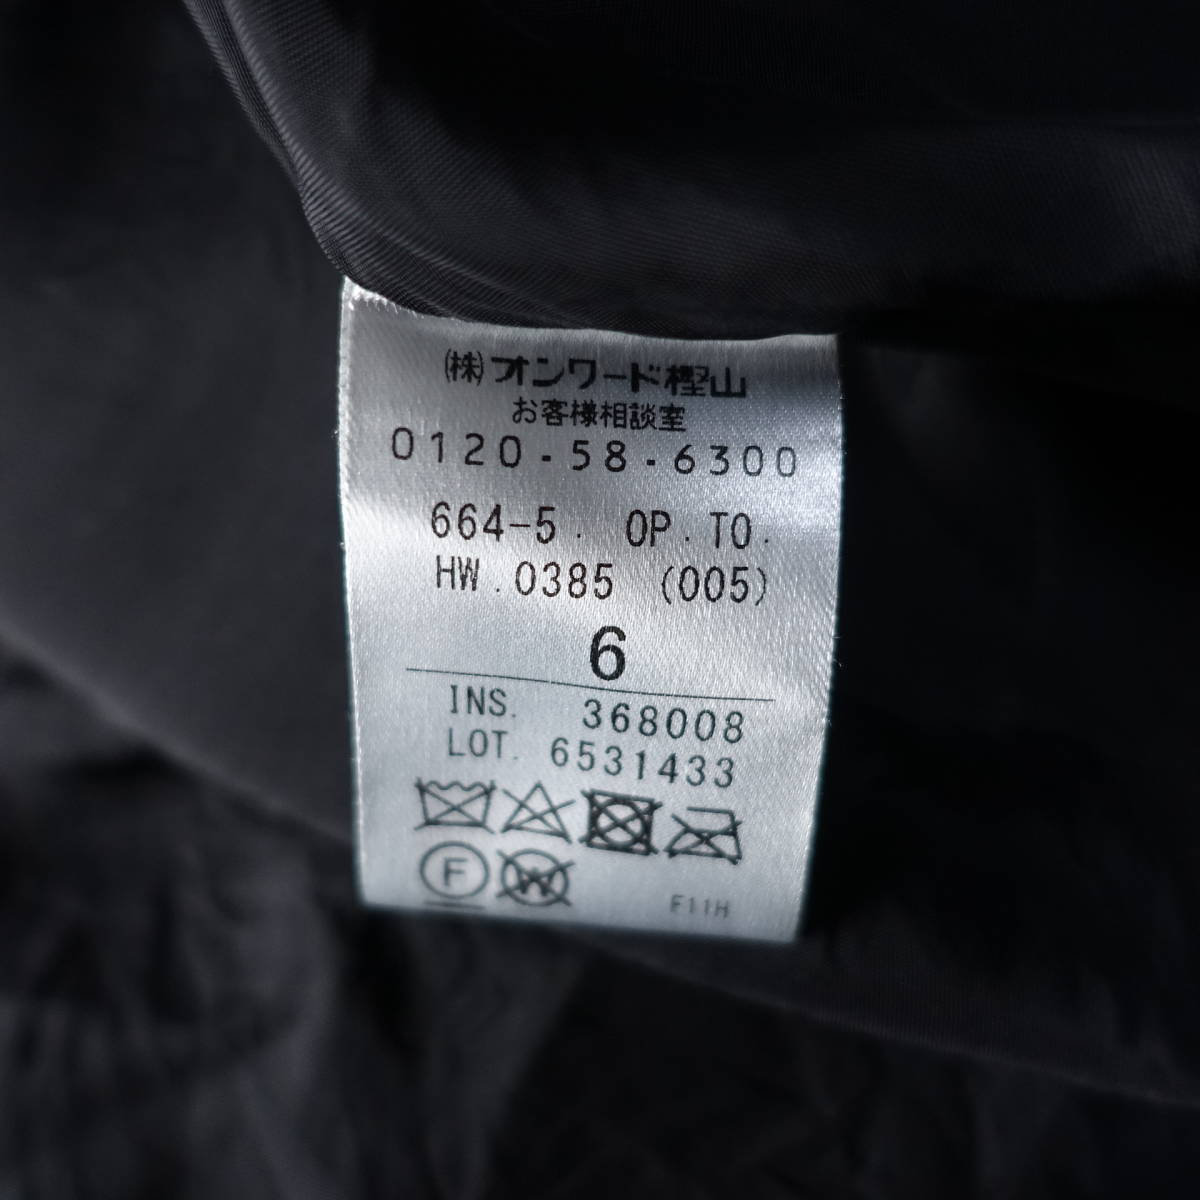 (株)オンワード樫山
お客様相談室
0120-58-6300
664-5. OP.TO.
HW.0385 (005)
6
INS. 368008
LOT. 6531433
F W
F11H